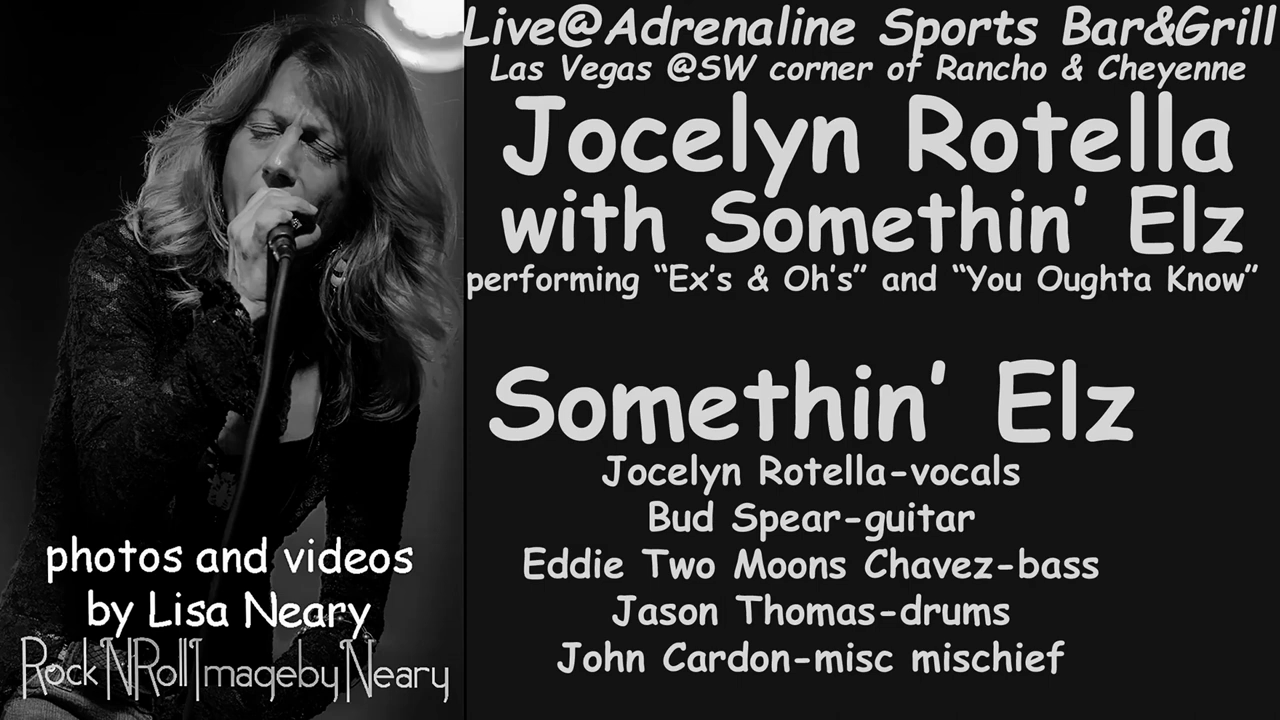 Live@Adrenaline Sports Bar&Grill
Las Vegas @SW corner of Rancho & Cheyenne
Jocelyn Rotella
with Somethin’ Elz
performing “Ex’s & Oh’s” and “You Oughta Know”
Somethin’ Elz
Jocelyn Rotella-vocals
Bud Spear-guitar
Eddie Two Moons Chavez-bass
Jason Thomas-drums
John Cardon-misc mischief
photos and videos
by Lisa Neary
Rock'NRollImagebyNeary